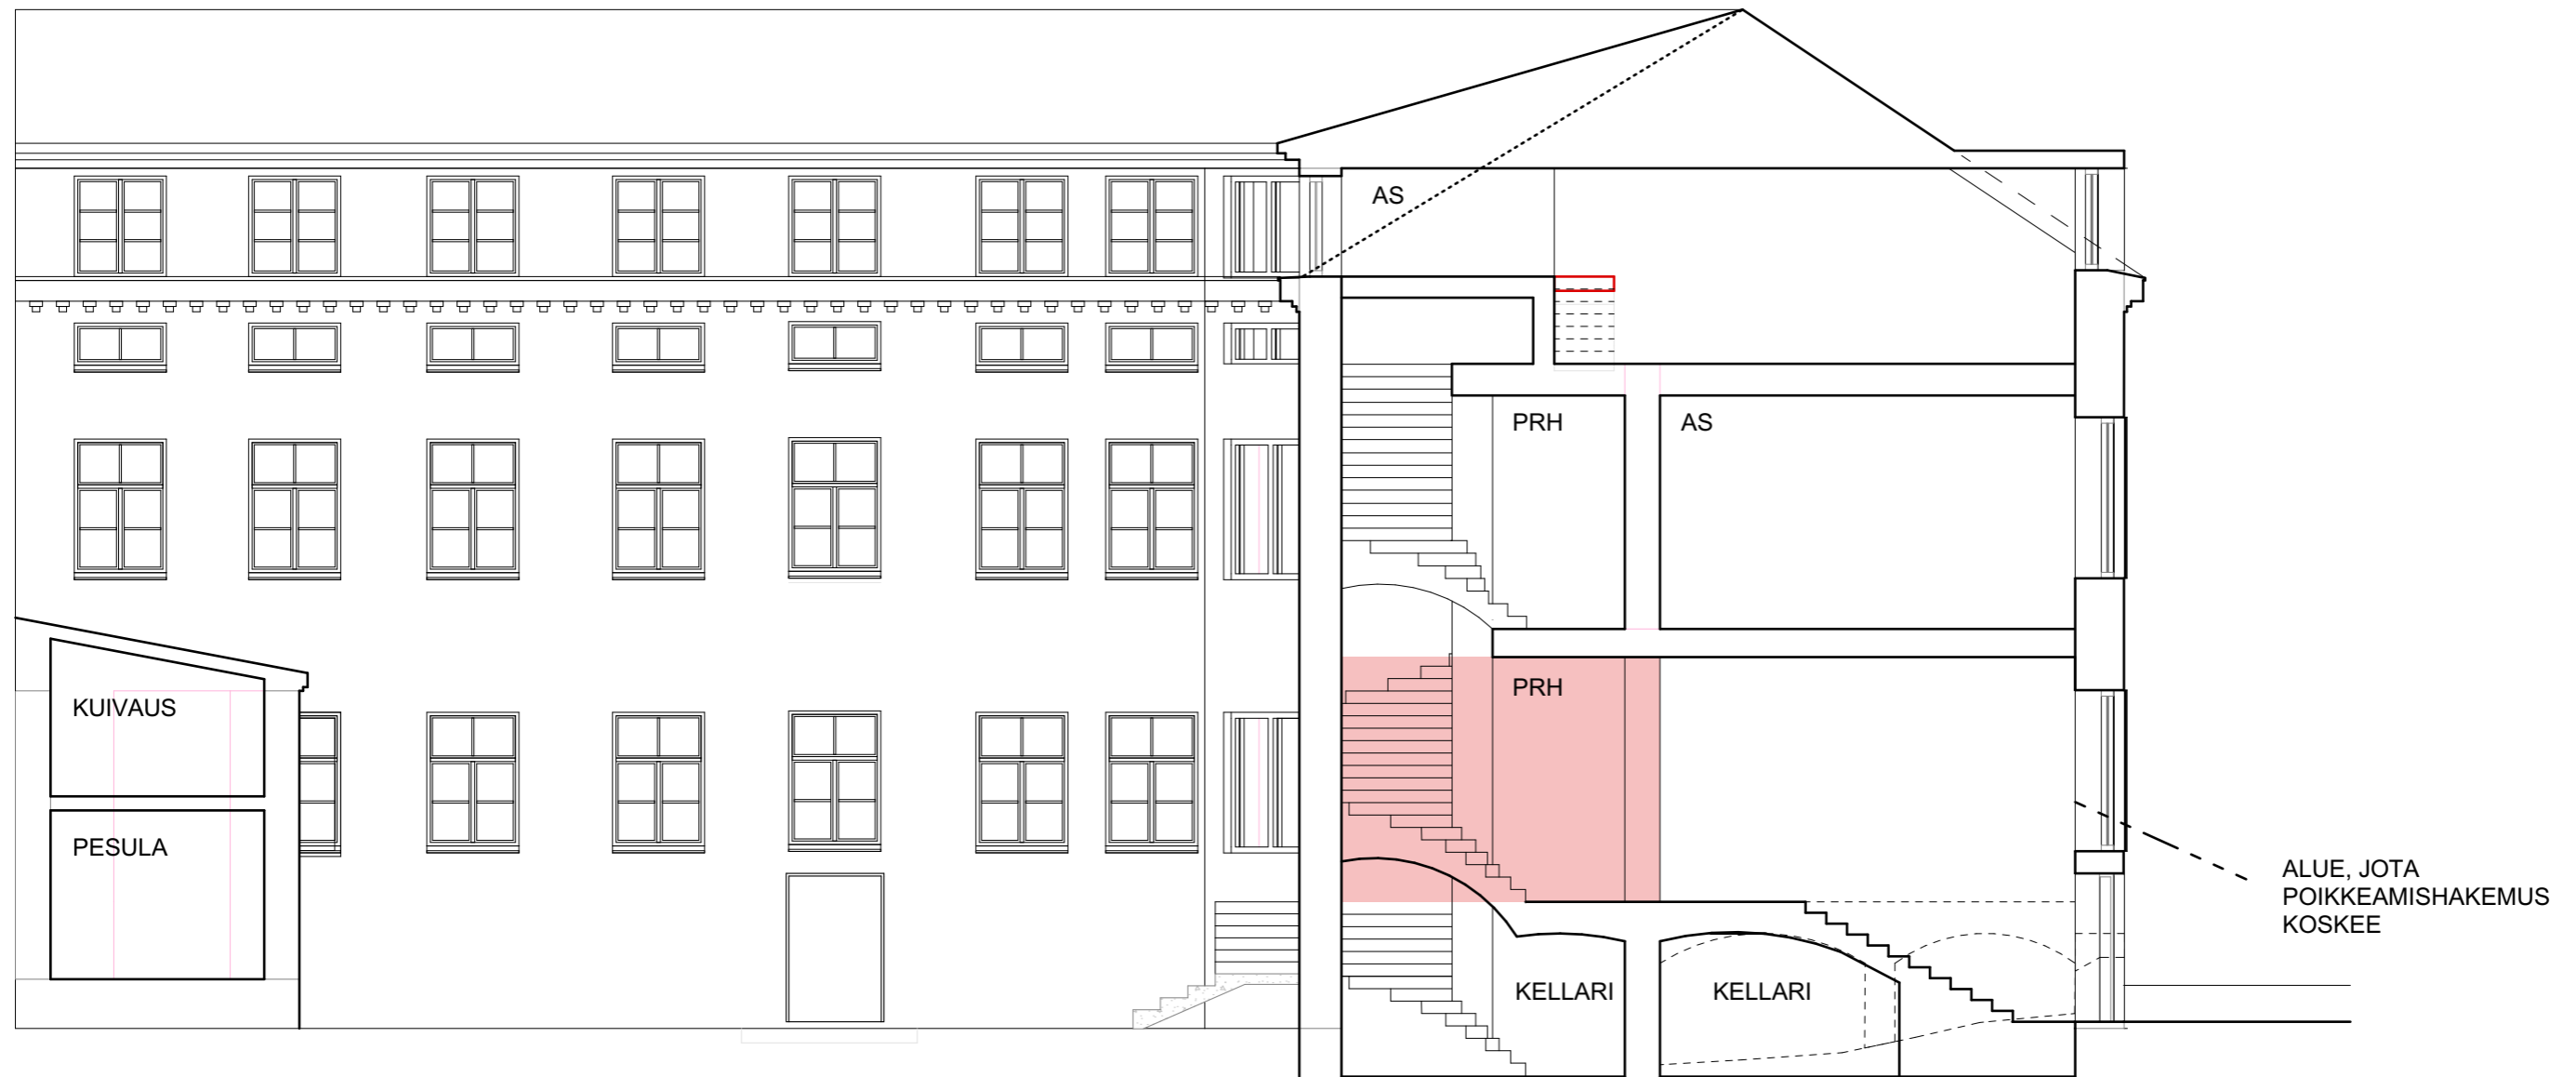 AS
PRH
AS
PRH
KUIVAUS
PESULA
ALUE, JOTA
POIKKEAMISHAKEMUS
KOSKEE
KELLARI
KELLARI